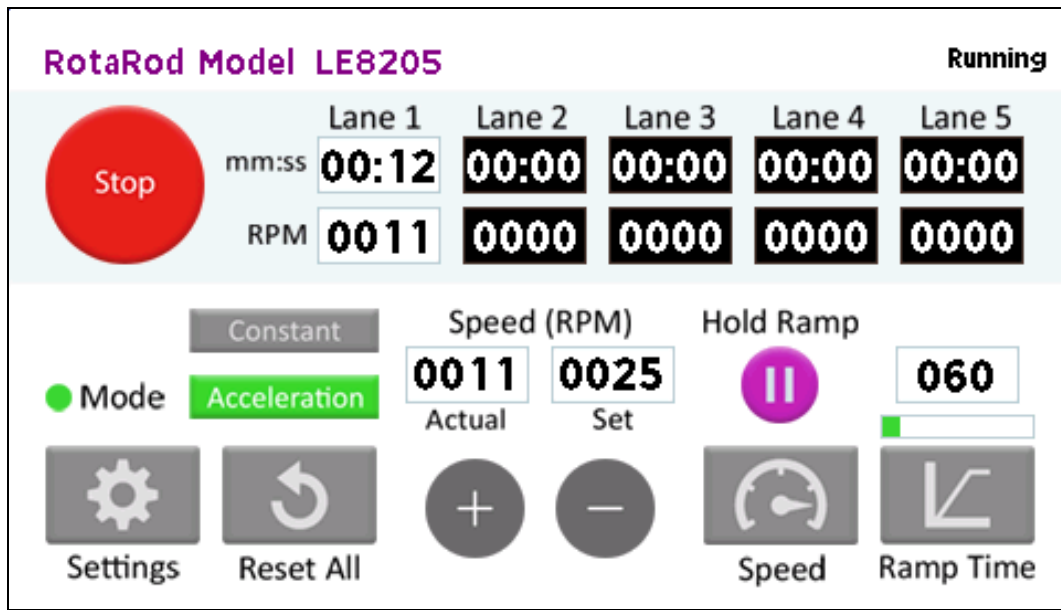 RotaRod Model LE8205 Running
Lane 1 Lane 2 Lane 3 Lane 4 Lane 5
Stop mm:ss 00:12 00:00 00:00 00:00 00:00
RPM 0011 0000 0000 0000 0000
Constant Speed (RPM) Hold Ramp
Mode Acceleration 0011 0025 060
Actual Set
Settings Reset All + − Speed Ramp Time